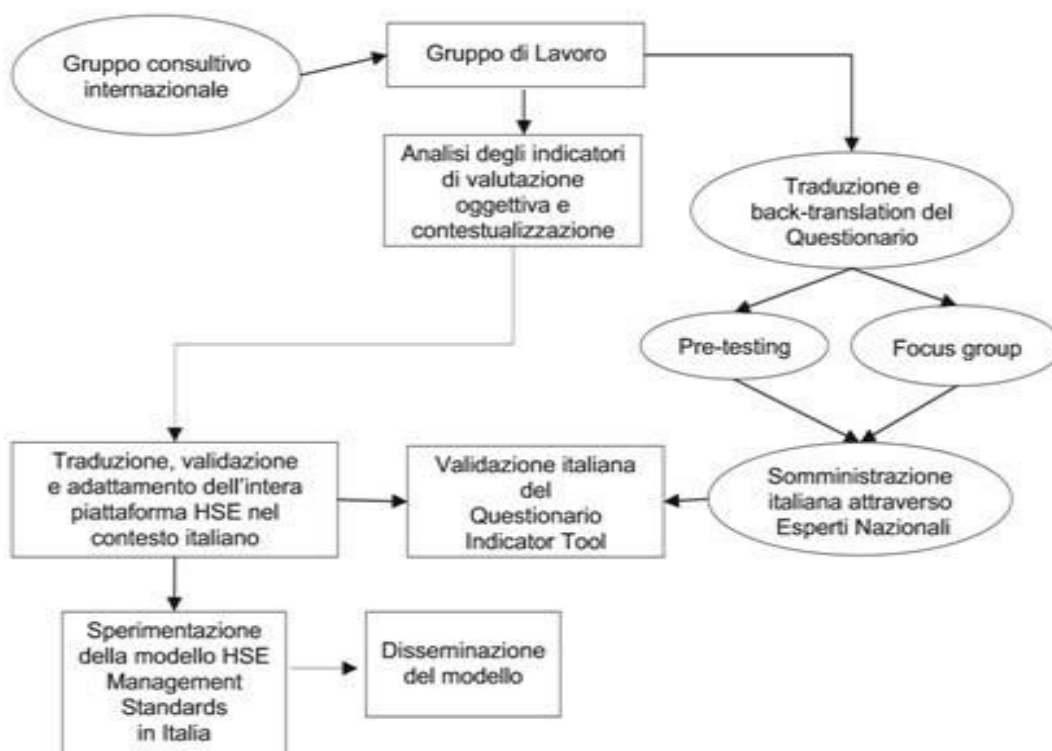 Gruppo consultivo
internazionale
Gruppo di Lavoro
Analisi degli indicatori
di valutazione
oggettiva e
contestualizzazione
Traduzione e
back-translation del
Questionario
Pre-testing
Focus group
Traduzione, validazione
e adattamento dell'intera
piattaforma HSE nel
contesto italiano
Validazione italiana
del
Questionario
Indicator Tool
Somministrazione
italiana attraverso
Esperti Nazionali
Sperimentazione
della modello HSE
Management
Standards
in Italia
Disseminazione
del modello